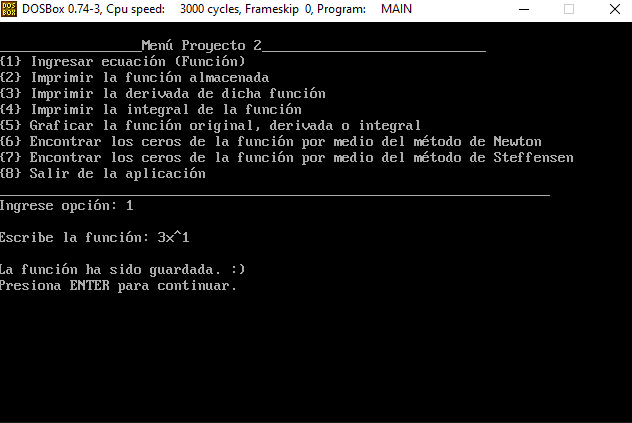 DOS BOX DOSBox 0.74-3, Cpu speed: 3000 cycles, Frameskip 0, Program: MAIN
___________________Menú Proyecto 2______________________________
{1} Ingresar ecuación (Función)
{2} Imprimir la función almacenada
{3} Imprimir la derivada de dicha función
{4} Imprimir la integral de la función
{5} Graficar la función original, derivada o integral
{6} Encontrar los ceros de la función por medio del método de Newton
{7} Encontrar los ceros de la función por medio del método de Steffensen
{8} Salir de la aplicación
Ingrese opción: 1
Escribe la función: 3x^1
La función ha sido guardada. :)
Presiona ENTER para continuar.